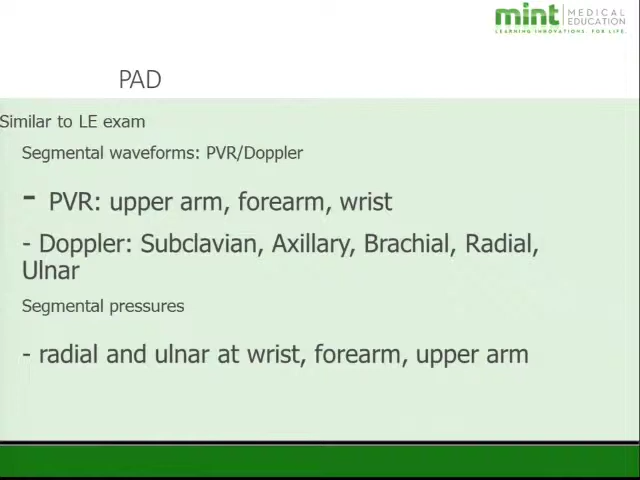 mint MEDICAL EDUCATION
LEARNING INNOVATIONS. FOR LIFE.
PAD
Similar to LE exam
Segmental waveforms: PVR/Doppler
- PVR: upper arm, forearm, wrist
- Doppler: Subclavian, Axillary, Brachial, Radial,
Ulnar
Segmental pressures
- radial and ulnar at wrist, forearm, upper arm